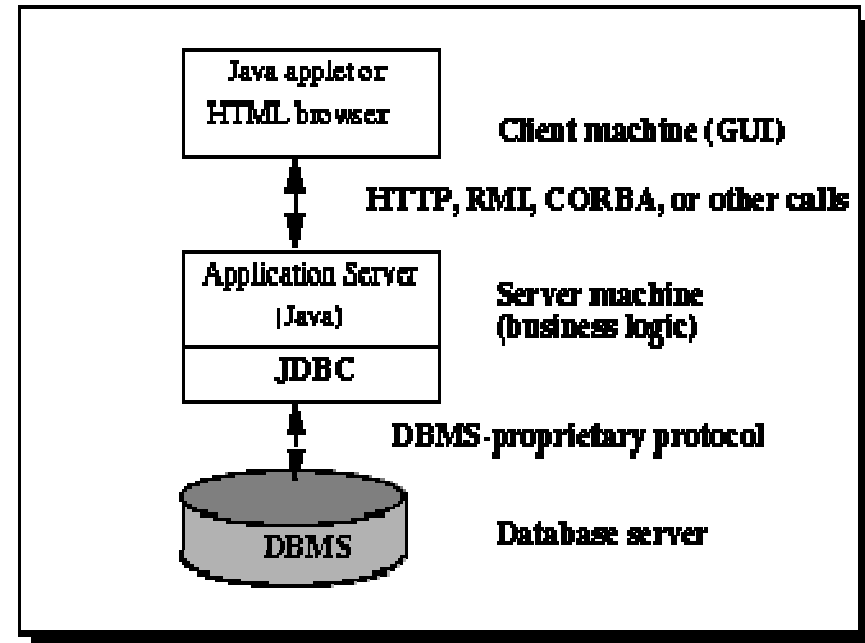 Java applet or
HTML browser
Client machine (GUI)
HTTP, RMI, CORBA, or other calls
Application Server
(Java)
JDBC
Server machine
(business logic)
DBMS-proprietary protocol
DBMS
Database server